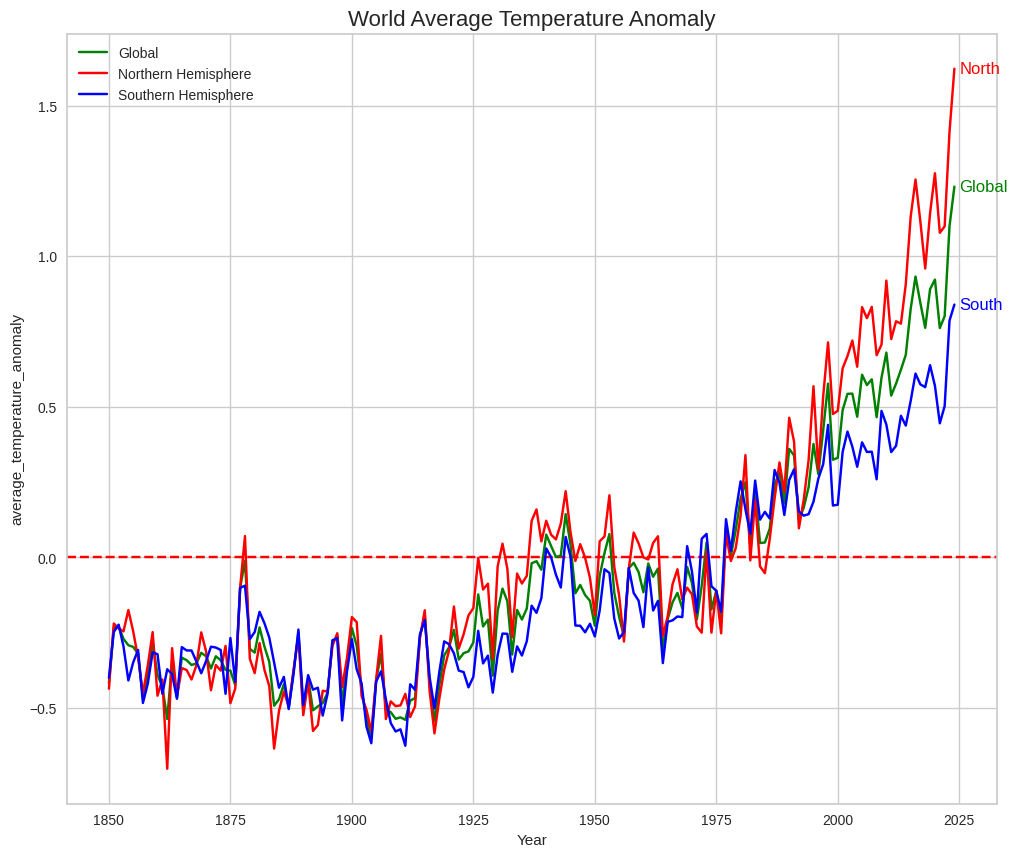 World Average Temperature Anomaly
Global
Northern Hemisphere
Southern Hemisphere
North
Global
South
1.5
1.0
0.5
0.0
−0.5
average_temperature_anomaly
1850
1875
1900
1925
1950
1975
2000
2025
Year